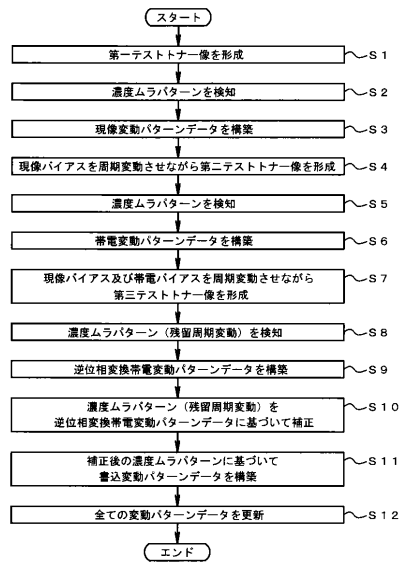 スタート
第一テストトナー像を形成
S1
濃度ムラパターンを検知
S2
現像変動パターンデータを構築
S3
現像バイアスを周期変動させながら第二テストトナー像を形成
S4
濃度ムラパターンを検知
S5
帯電変動パターンデータを構築
S6
現像バイアス及び帯電バイアスを周期変動させながら
第三テストトナー像を形成
S7
濃度ムラパターン（残留周期変動）を検知
S8
逆位相変換帯電変動パターンデータを構築
S9
濃度ムラパターン（残留周期変動）を
逆位相変換帯電変動パターンデータに基づいて補正
S10
補正後の濃度ムラパターンに基づいて
書込変動パターンデータを構築
S11
全ての変動パターンデータを更新
S12
エンド